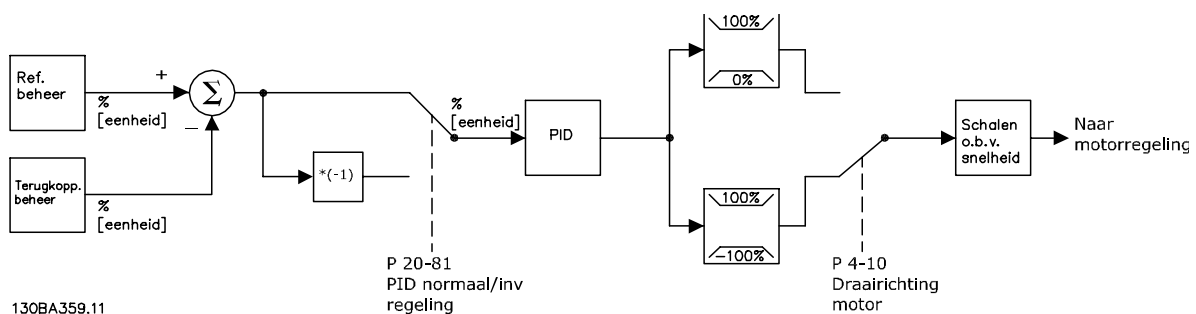 Ref.
beheer
%
[eenheid]
+
−
Σ
Terugkopp.
beheer
%
[eenheid]
*(-1)
P 20-81
PID normaal/inv
regeling
%
[eenheid]
PID
100%
0%
100%
−100%
P 4-10
Draairichting
motor
Schalen
o.b.v.
snelheid
Naar
motorregeling
130BA359.11